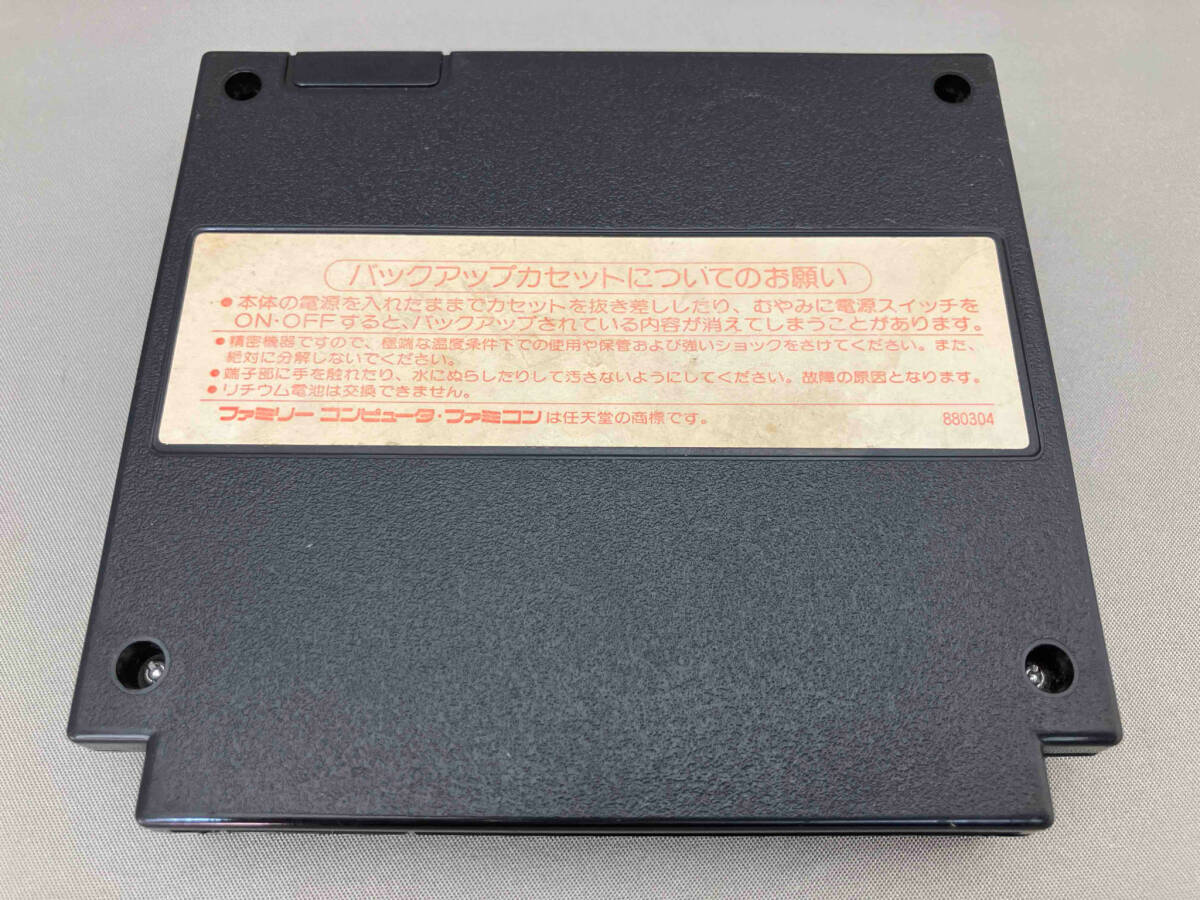 バックアップカセットについてのお願い
●本体の電源を入れたままでカセットを抜き差ししたり、むやみに電源スイッチを
ON・OFFすると、バックアップされている内容が消えてしまうことがあります。
●精密機器ですので、極端な温度条件下での使用や保管および強いショックをさけてください。また、
絶対に分解しないでください。
●端子部に手を触れたり、水にぬらしたりして汚さないようにしてください。故障の原因となります。
●リチウム電池は交換できません。
ファミリーコンピュータ・ファミコンは任天堂の商標です。 880304